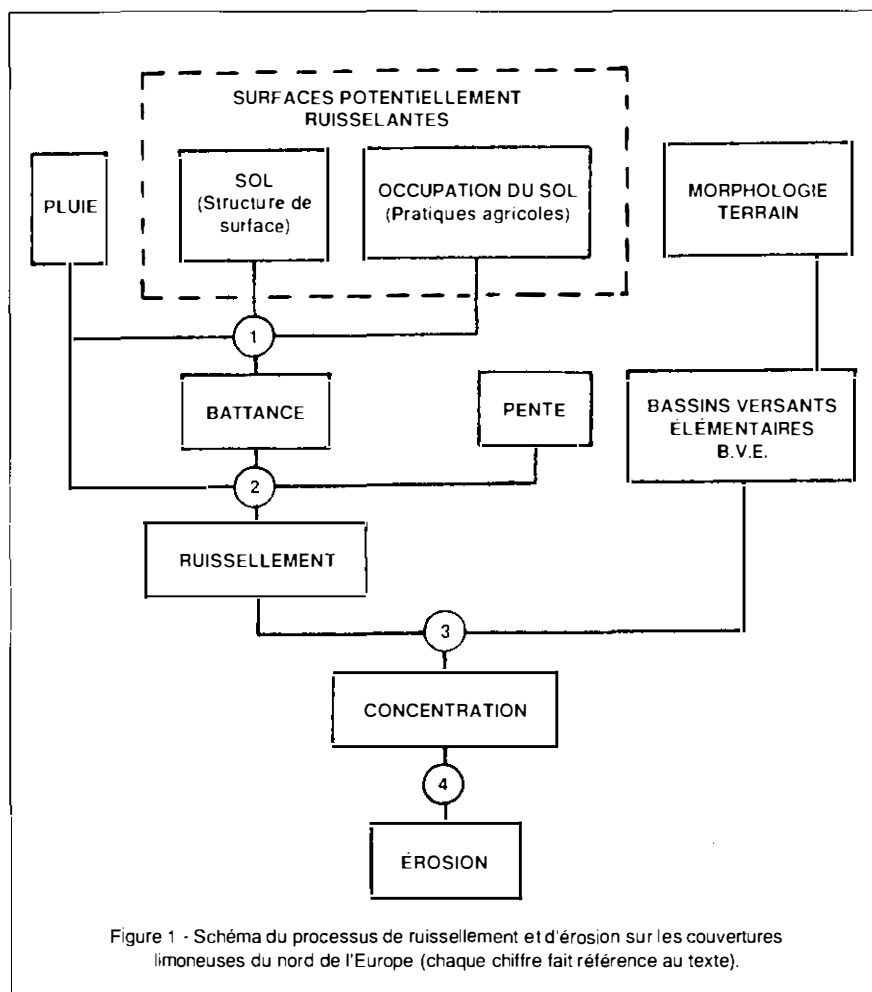 SURFACES POTENTIELLEMENT
RUISSELANTES
PLUIE
SOL
(Structure de
surface)
OCCUPATION DU SOL
(Pratiques agricoles)
MORPHOLOGIE
TERRAIN
1
BATTANCE
PENTE
BASSINS VERSANTS
ÉLÉMENTAIRES
B.V.E.
2
RUISSELLEMENT
3
CONCENTRATION
4
ÉROSION
Figure 1 - Schéma du processus de ruissellement et d'érosion sur les couvertures
limoneuses du nord de l'Europe (chaque chiffre fait référence au texte).